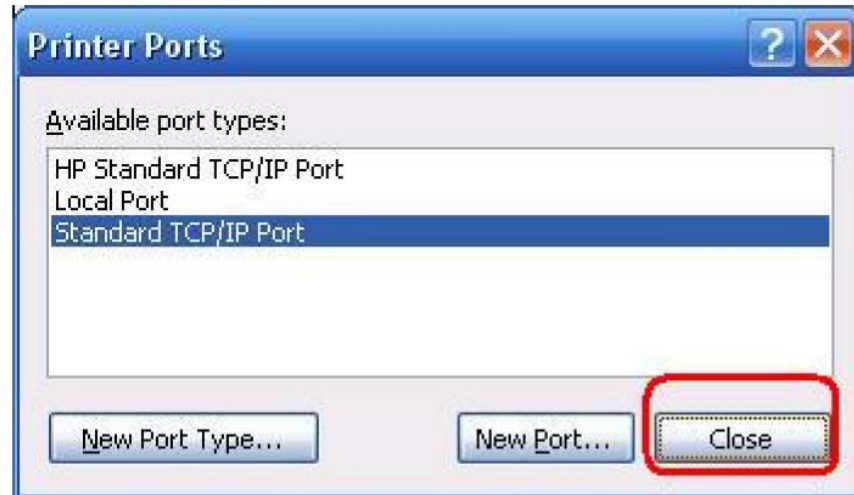 Printer Ports
?
Available port types:
HP Standard TCP/IP Port
Local Port
Standard TCP/IP Port
New Port Type... New Port... Close